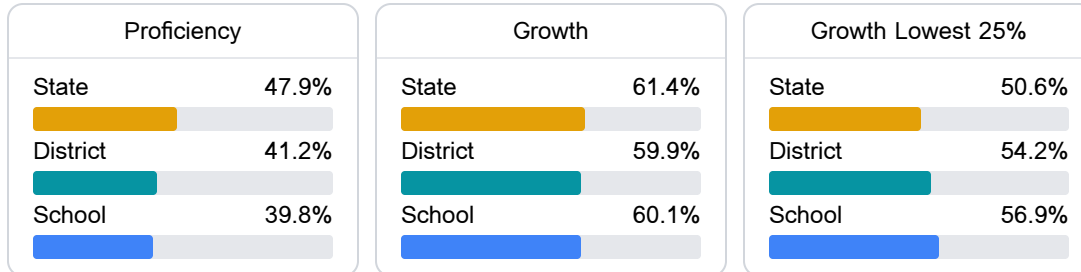 Proficiency
State 47.9%
District 41.2%
School 39.8%
Growth
State 61.4%
District 59.9%
School 60.1%
Growth Lowest 25%
State 50.6%
District 54.2%
School 56.9%